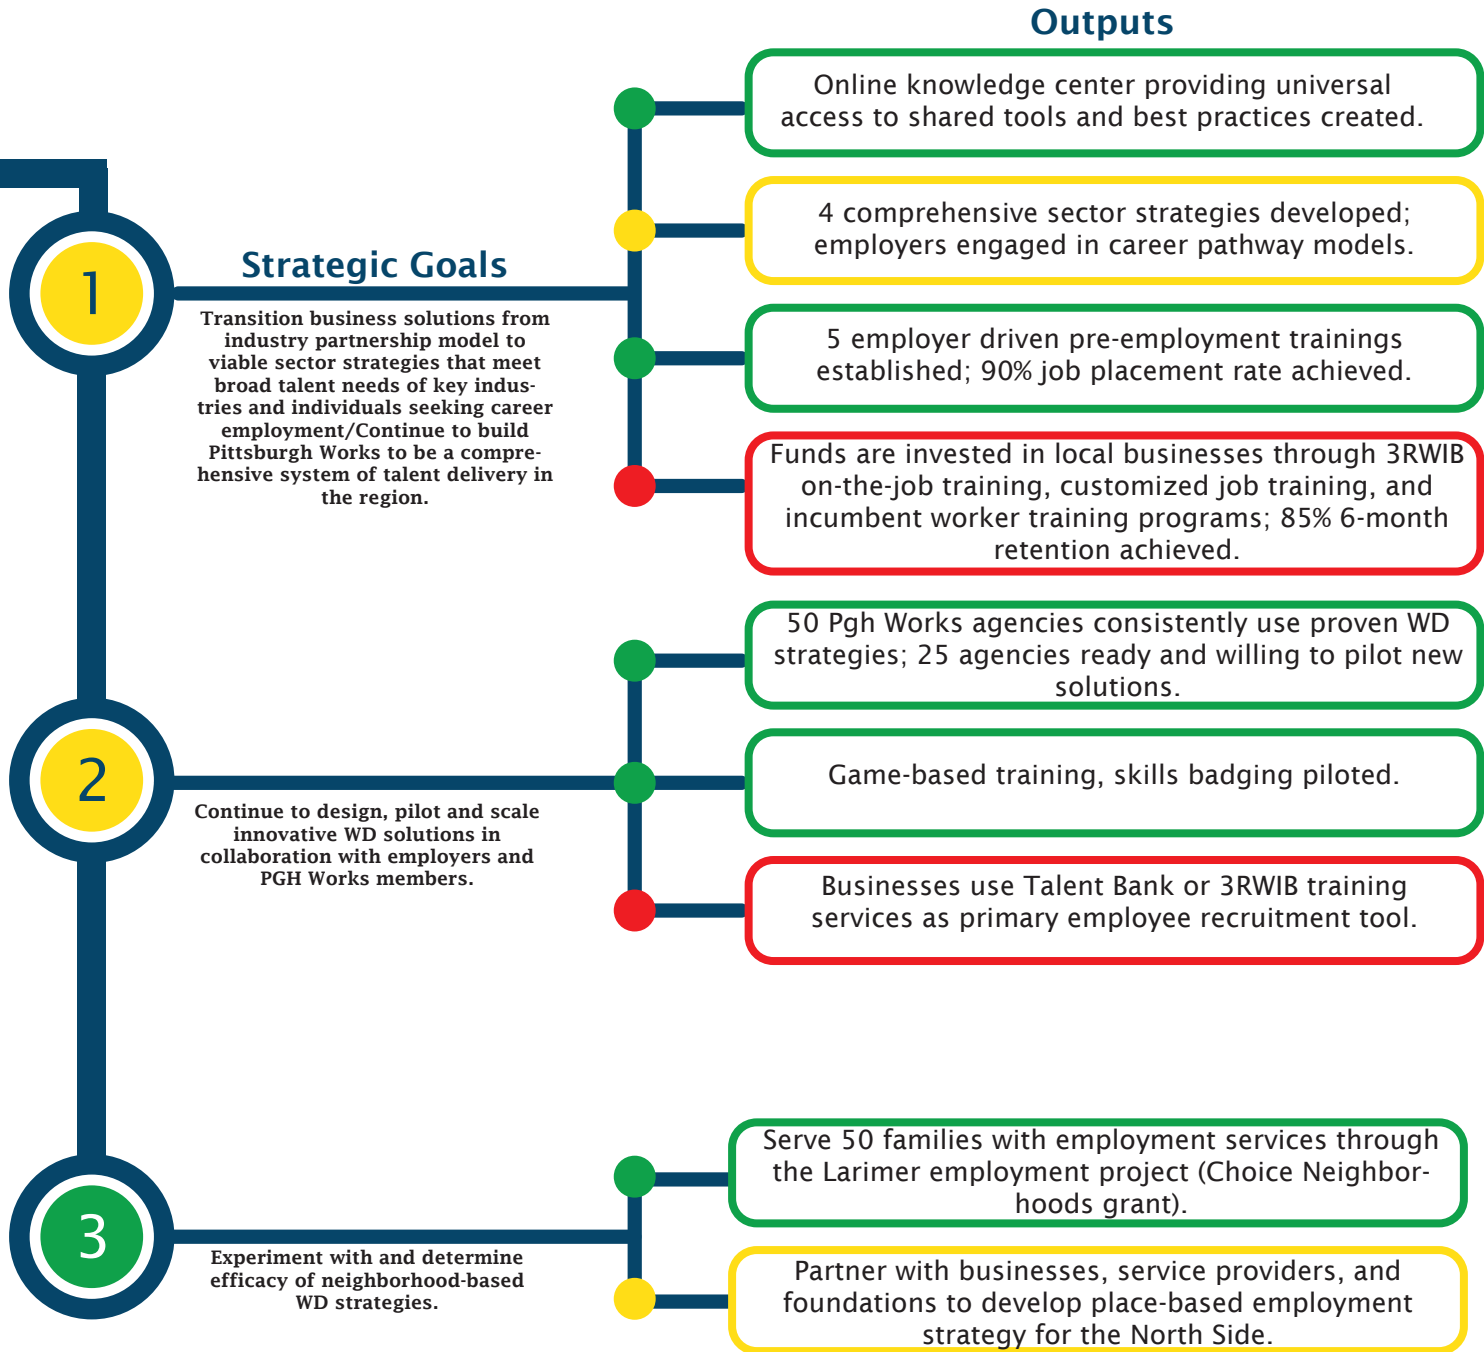 Outputs
Online knowledge center providing universal
access to shared tools and best practices created.
4 comprehensive sector strategies developed;
employers engaged in career pathway models.
1
Strategic Goals
Transition business solutions from
industry partnership model to
viable sector strategies that meet
broad talent needs of key indus-
tries and individuals seeking career
employment/Continue to build
Pittsburgh Works to be a compre-
hensive system of talent delivery in
the region.
5 employer driven pre-employment trainings
established; 90% job placement rate achieved.
Funds are invested in local businesses through 3RWIB
on-the-job training, customized job training, and
incumbent worker training programs; 85% 6-month
retention achieved.
50 Pgh Works agencies consistently use proven WD
strategies; 25 agencies ready and willing to pilot new
solutions.
2
Continue to design, pilot and scale
innovative WD solutions in
collaboration with employers and
PGH Works members.
Game-based training, skills badging piloted.
Businesses use Talent Bank or 3RWIB training
services as primary employee recruitment tool.
3
Experiment with and determine
efficacy of neighborhood-based
WD strategies.
Serve 50 families with employment services through
the Larimer employment project (Choice Neighbor-
hoods grant).
Partner with businesses, service providers, and
foundations to develop place-based employment
strategy for the North Side.